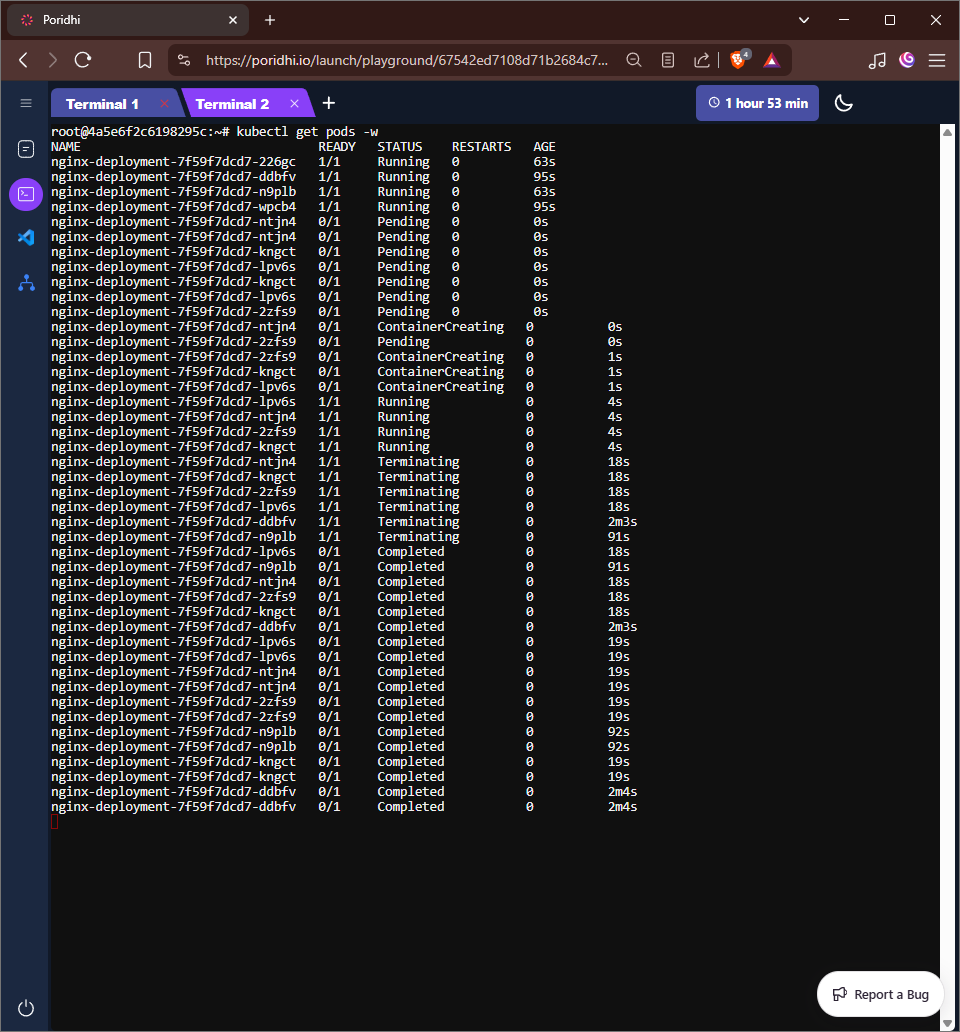 Poridhi
https://poridhi.io/launch/playground/67542ed7108d71b2684c7...
4
Terminal 1
Terminal 2
1 hour 53 min
root@4a5e6f2c6198295c:~# kubectl get pods -w
NAME READY STATUS RESTARTS AGE
nginx-deployment-7f59f7dcd7-226gc 1/1 Running 0 63s
nginx-deployment-7f59f7dcd7-ddbfv 1/1 Running 0 95s
nginx-deployment-7f59f7dcd7-n9plb 1/1 Running 0 63s
nginx-deployment-7f59f7dcd7-wpcb4 1/1 Running 0 95s
nginx-deployment-7f59f7dcd7-ntjn4 0/1 Pending 0 0s
nginx-deployment-7f59f7dcd7-ntjn4 0/1 Pending 0 0s
nginx-deployment-7f59f7dcd7-kngct 0/1 Pending 0 0s
nginx-deployment-7f59f7dcd7-lpv6s 0/1 Pending 0 0s
nginx-deployment-7f59f7dcd7-kngct 0/1 Pending 0 0s
nginx-deployment-7f59f7dcd7-lpv6s 0/1 Pending 0 0s
nginx-deployment-7f59f7dcd7-2zfs9 0/1 Pending 0 0s
nginx-deployment-7f59f7dcd7-ntjn4 0/1 ContainerCreating 0 0s
nginx-deployment-7f59f7dcd7-2zfs9 0/1 Pending 0 0s
nginx-deployment-7f59f7dcd7-2zfs9 0/1 ContainerCreating 0 1s
nginx-deployment-7f59f7dcd7-kngct 0/1 ContainerCreating 0 1s
nginx-deployment-7f59f7dcd7-lpv6s 0/1 ContainerCreating 0 1s
nginx-deployment-7f59f7dcd7-lpv6s 1/1 Running 0 4s
nginx-deployment-7f59f7dcd7-ntjn4 1/1 Running 0 4s
nginx-deployment-7f59f7dcd7-2zfs9 1/1 Running 0 4s
nginx-deployment-7f59f7dcd7-kngct 1/1 Running 0 4s
nginx-deployment-7f59f7dcd7-ntjn4 1/1 Terminating 0 18s
nginx-deployment-7f59f7dcd7-kngct 1/1 Terminating 0 18s
nginx-deployment-7f59f7dcd7-2zfs9 1/1 Terminating 0 18s
nginx-deployment-7f59f7dcd7-lpv6s 1/1 Terminating 0 18s
nginx-deployment-7f59f7dcd7-ddbfv 1/1 Terminating 0 2m3s
nginx-deployment-7f59f7dcd7-n9plb 1/1 Terminating 0 91s
nginx-deployment-7f59f7dcd7-lpv6s 0/1 Completed 0 18s
nginx-deployment-7f59f7dcd7-n9plb 0/1 Completed 0 91s
nginx-deployment-7f59f7dcd7-ntjn4 0/1 Completed 0 18s
nginx-deployment-7f59f7dcd7-2zfs9 0/1 Completed 0 18s
nginx-deployment-7f59f7dcd7-kngct 0/1 Completed 0 18s
nginx-deployment-7f59f7dcd7-ddbfv 0/1 Completed 0 2m3s
nginx-deployment-7f59f7dcd7-lpv6s 0/1 Completed 0 19s
nginx-deployment-7f59f7dcd7-lpv6s 0/1 Completed 0 19s
nginx-deployment-7f59f7dcd7-ntjn4 0/1 Completed 0 19s
nginx-deployment-7f59f7dcd7-ntjn4 0/1 Completed 0 19s
nginx-deployment-7f59f7dcd7-2zfs9 0/1 Completed 0 19s
nginx-deployment-7f59f7dcd7-2zfs9 0/1 Completed 0 19s
nginx-deployment-7f59f7dcd7-n9plb 0/1 Completed 0 92s
nginx-deployment-7f59f7dcd7-n9plb 0/1 Completed 0 92s
nginx-deployment-7f59f7dcd7-kngct 0/1 Completed 0 19s
nginx-deployment-7f59f7dcd7-kngct 0/1 Completed 0 19s
nginx-deployment-7f59f7dcd7-ddbfv 0/1 Completed 0 2m4s
nginx-deployment-7f59f7dcd7-ddbfv 0/1 Completed 0 2m4s
Report a Bug